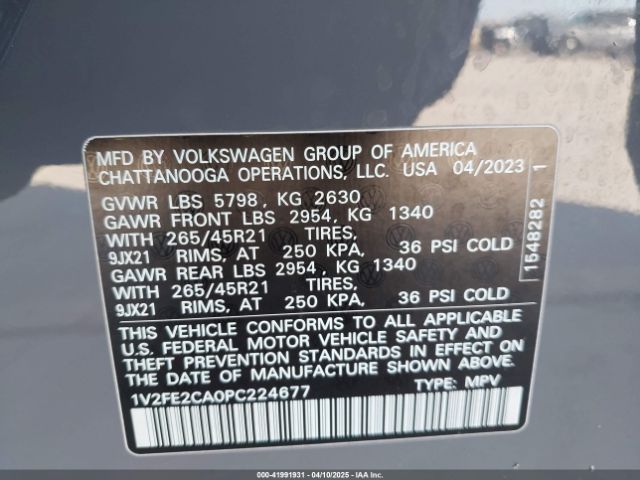 MFD BY VOLKSWAGEN GROUP OF AMERICA
CHATTANOOGA OPERATIONS, LLC. USA 04/2023
GVWR LBS 5798, KG 2630
GAWR FRONT LBS 2954, KG 1340
WITH 265/45R21 TIRES,
9JX21 RIMS, AT 250 KPA, 36 PSI COLD
GAWR REAR LBS 2954, KG 1340
WITH 265/45R21 TIRES,
9JX21 RIMS, AT 250 KPA, 36 PSI COLD
THIS VEHICLE CONFORMS TO ALL APPLICABLE
U.S. FEDERAL MOTOR VEHICLE SAFETY AND
THEFT PREVENTION STANDARDS IN EFFECT ON
THE DATE OF MANUFACTURE SHOWN ABOVE.
1V2FE2CA0PC224677 TYPE: MPV
1548282 1
000-41991931 - 04/10/2025 - IAAI.COM